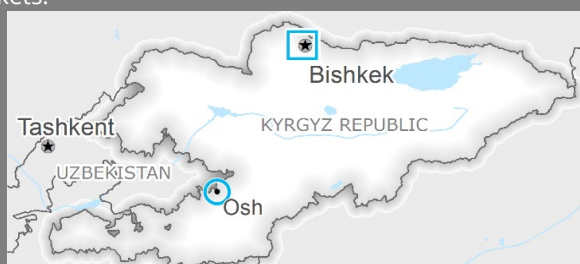 Bishkek
Tashkent
KYRGYZ REPUBLIC
UZBEKISTAN
Osh